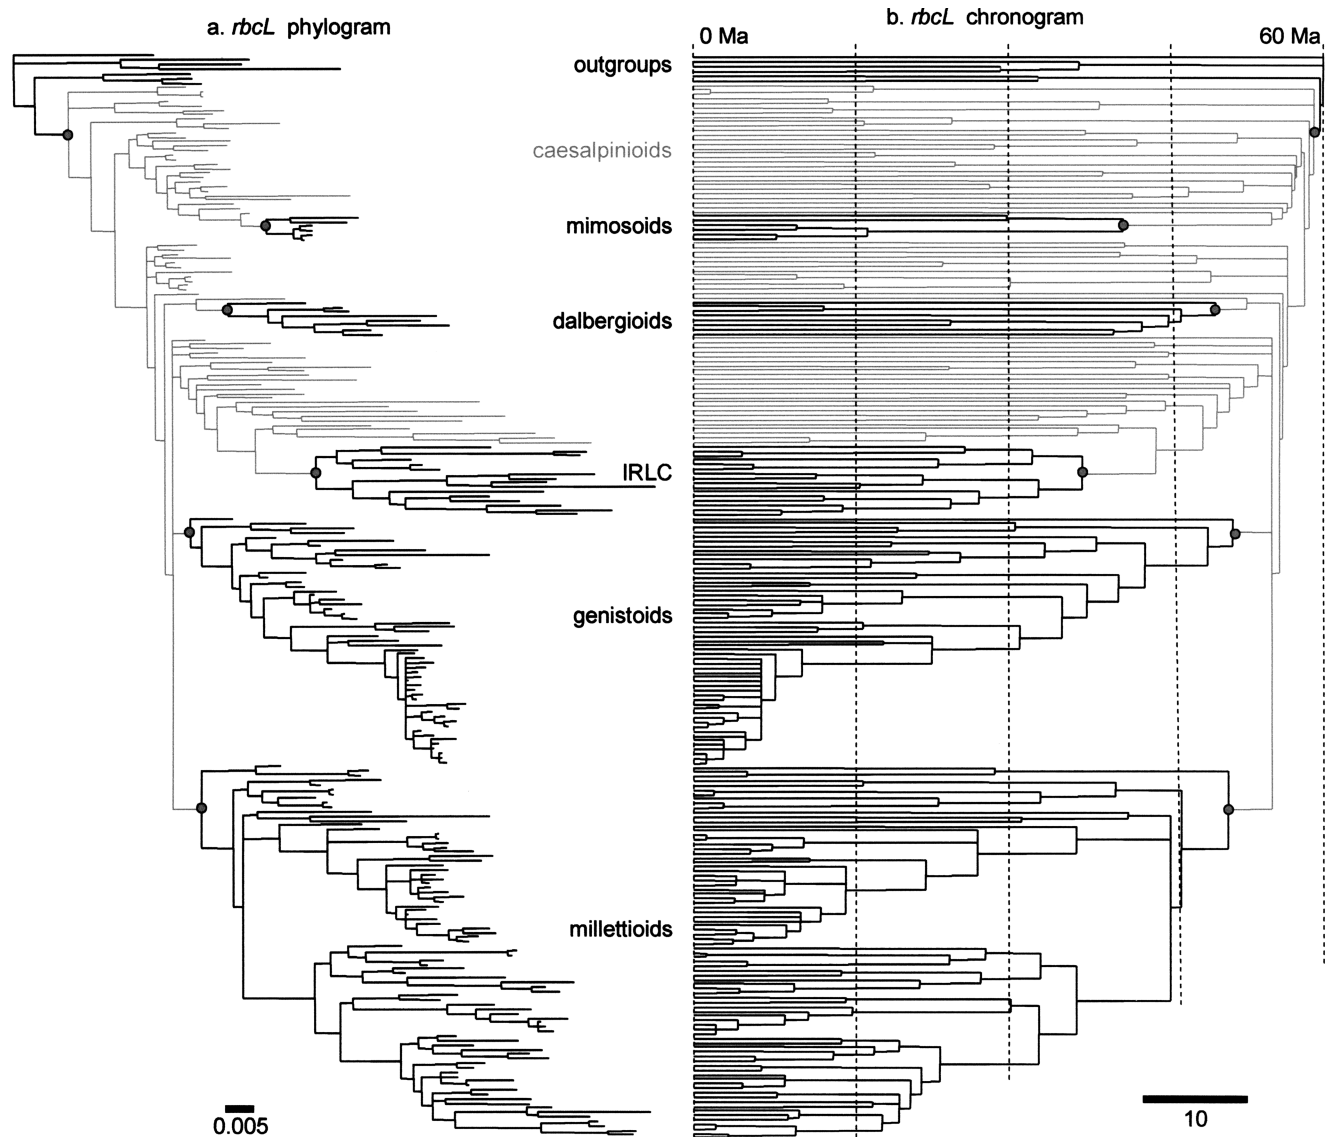 a. rbcL phylogram
b. rbcL chronogram
0 Ma
60 Ma
outgroups
caesalpinioids
mimosoids
dalbergioids
IRLC
genistoids
millettioids
0.005
10